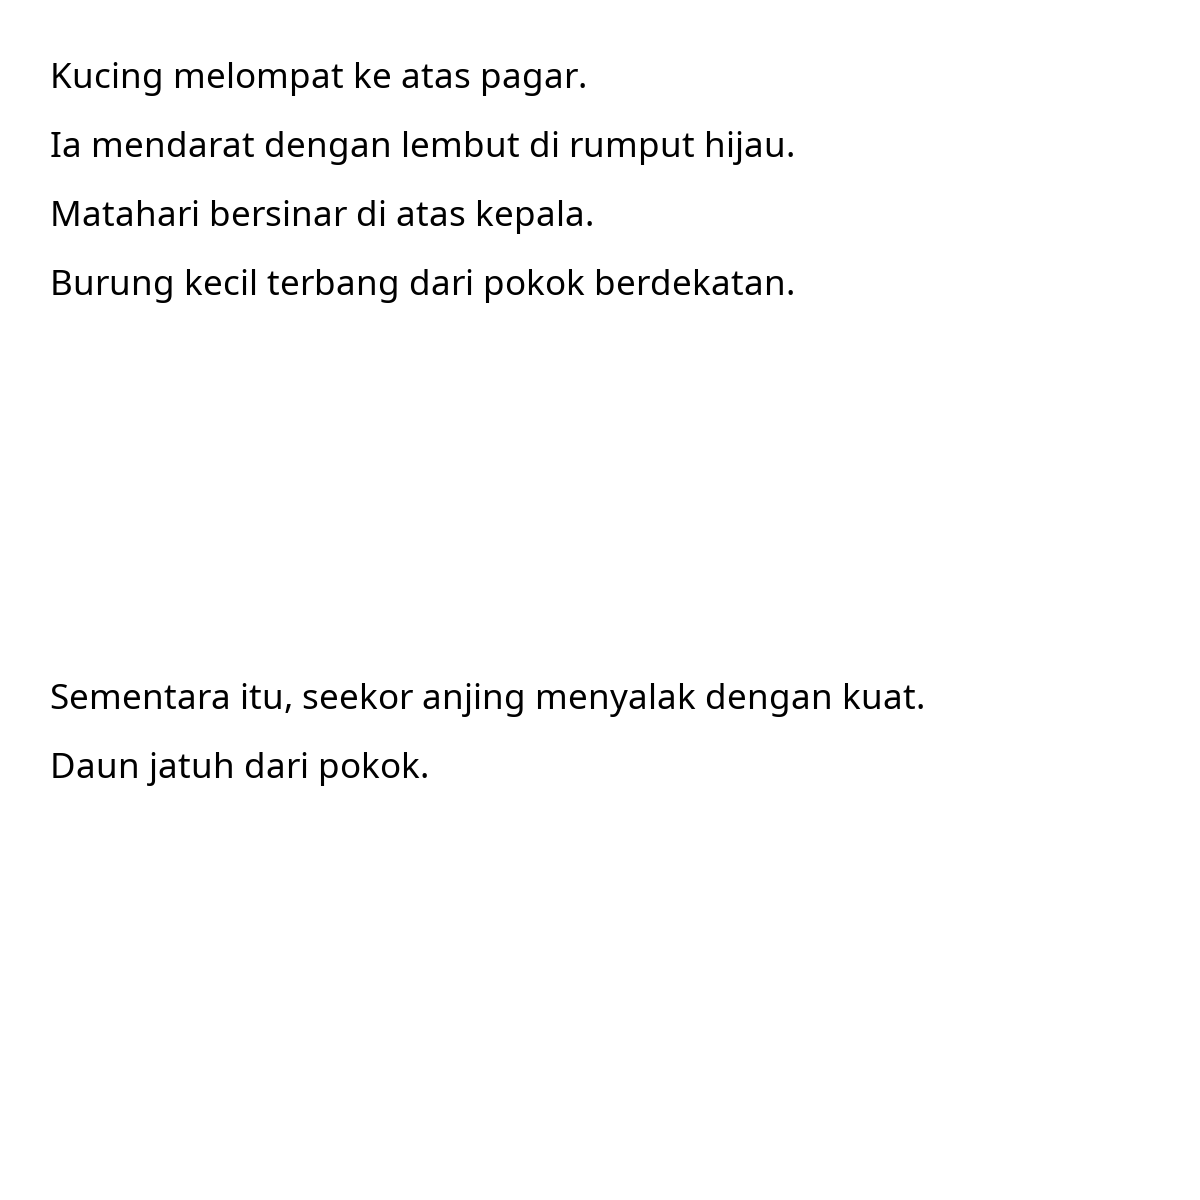 Kucing melompat ke atas pagar.
Ia mendarat dengan lembut di rumput hijau.
Matahari bersinar di atas kepala.
Burung kecil terbang dari pokok berdekatan.
Sementara itu, seekor anjing menyalak dengan kuat.
Daun jatuh dari pokok.